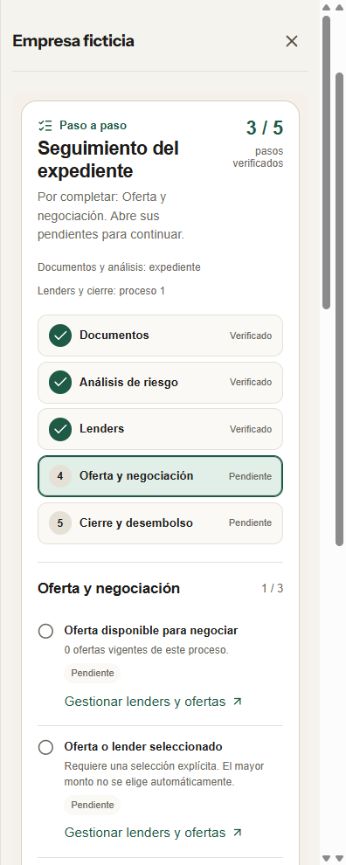 Empresa ficticia
Paso a paso
3 / 5
Seguimiento del
expediente
pasos
verificados
Por completar: Oferta y
negociación. Abre sus
pendientes para continuar.
Documentos y análisis: expediente
Lenders y cierre: proceso 1
Documentos Verificado
Análisis de riesgo Verificado
Lenders Verificado
4 Oferta y negociación Pendiente
5 Cierre y desembolso Pendiente
Oferta y negociación 1 / 3
Oferta disponible para negociar
0 ofertas vigentes de este proceso.
Pendiente
Gestionar lenders y ofertas
Oferta o lender seleccionado
Requiere una selección explícita. El mayor
monto no se elige automáticamente.
Pendiente
Gestionar lenders y ofertas